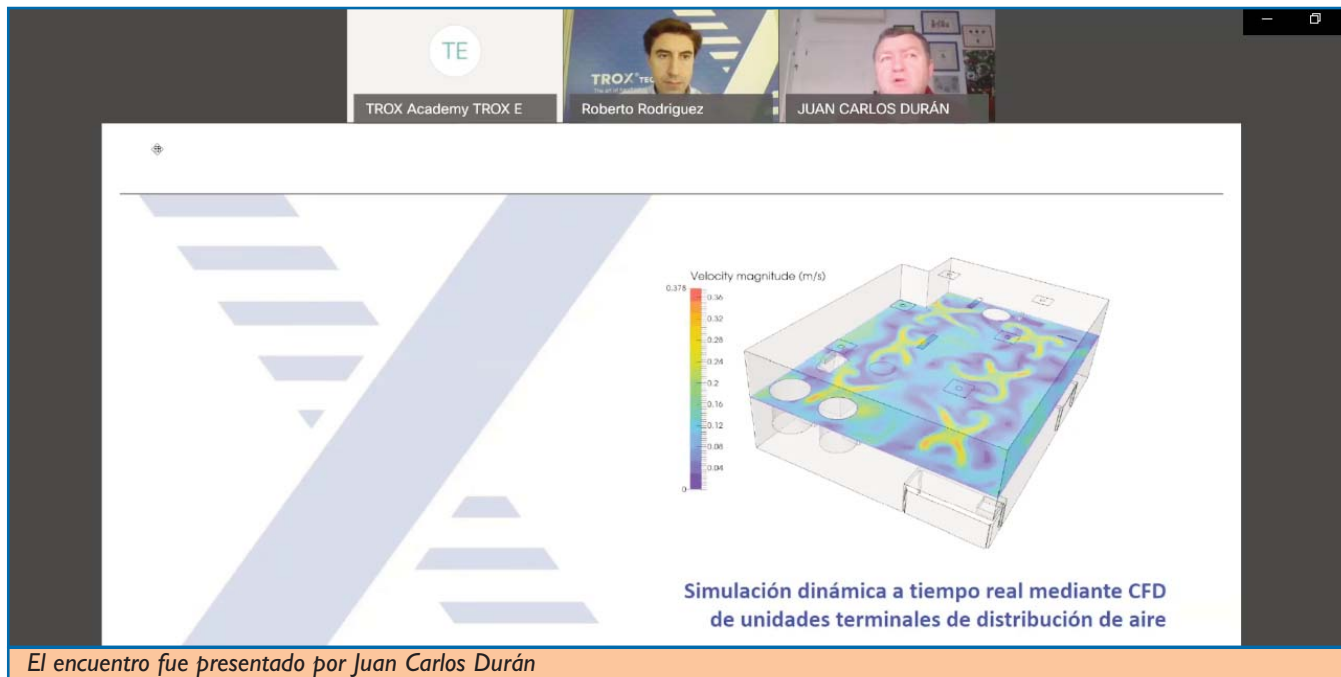 TE
TROX® TEC
TROX Academy TROX E
Roberto Rodriguez
JUAN CARLOS DURÁN
Velocity magnitude (m/s)
0.378
0.36
0.32
0.28
0.24
0.2
0.16
0.12
0.08
0.04
0
Simulación dinámica a tiempo real mediante CFD
de unidades terminales de distribución de aire
El encuentro fue presentado por Juan Carlos Durán